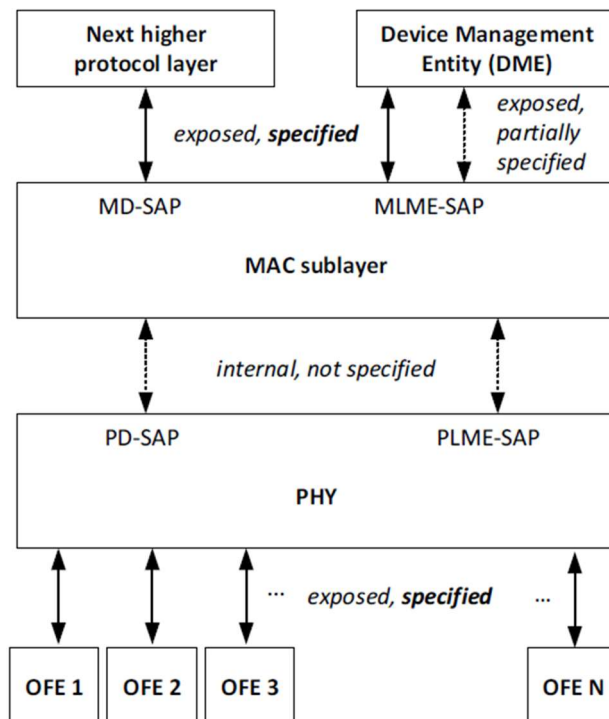 Next higher
protocol layer
Device Management
Entity (DME)
exposed, specified
exposed,
partially
specified
MD-SAP
MLME-SAP
MAC sublayer
internal, not specified
PD-SAP
PLME-SAP
PHY
... exposed, specified ...
OFE 1
OFE 2
OFE 3
OFE N